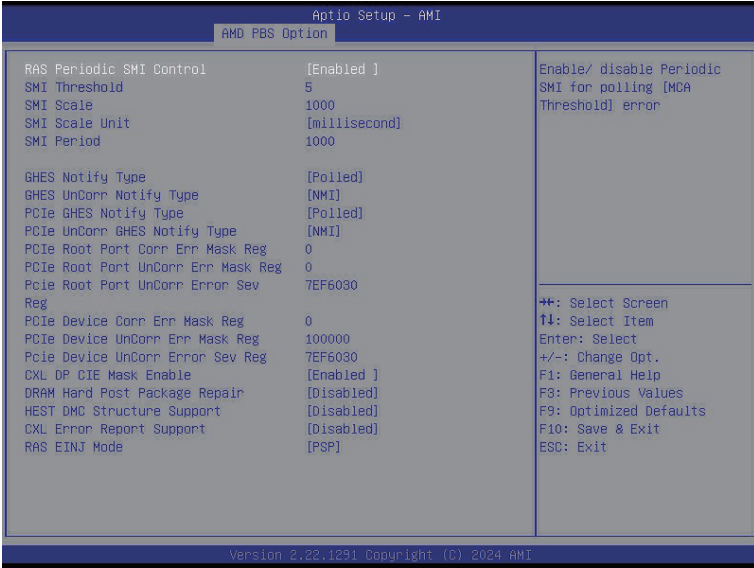 Aptio Setup – AMI
AMD PBS Option
RAS Periodic SMI Control [Enabled ]
SMI Threshold 5
SMI Scale 1000
SMI Scale Unit [millisecond]
SMI Period 1000
GHES Notify Type [Polled]
GHES UnCorr Notify Type [NMI]
PCIe GHES Notify Type [Polled]
PCIe UnCorr GHES Notify Type [NMI]
PCIe Root Port Corr Err Mask Reg 0
PCIe Root Port UnCorr Err Mask Reg 0
Pcie Root Port UnCorr Error Sev 7EF6030
Reg
PCIe Device Corr Err Mask Reg 0
PCIe Device UnCorr Err Mask Reg 100000
Pcie Device UnCorr Error Sev Reg 7EF6030
CXL DP CIE Mask Enable [Enabled ]
DRAM Hard Post Package Repair [Disabled]
HEST DMC Structure Support [Disabled]
CXL Error Report Support [Disabled]
RAS EINJ Mode [PSP]
Enable/ disable Periodic
SMI for polling [MCA
Threshold] error
→←: Select Screen
↑↓: Select Item
Enter: Select
+/-: Change Opt.
F1: General Help
F3: Previous Values
F9: Optimized Defaults
F10: Save & Exit
ESC: Exit
Version 2.22.1291 Copyright (C) 2024 AMI